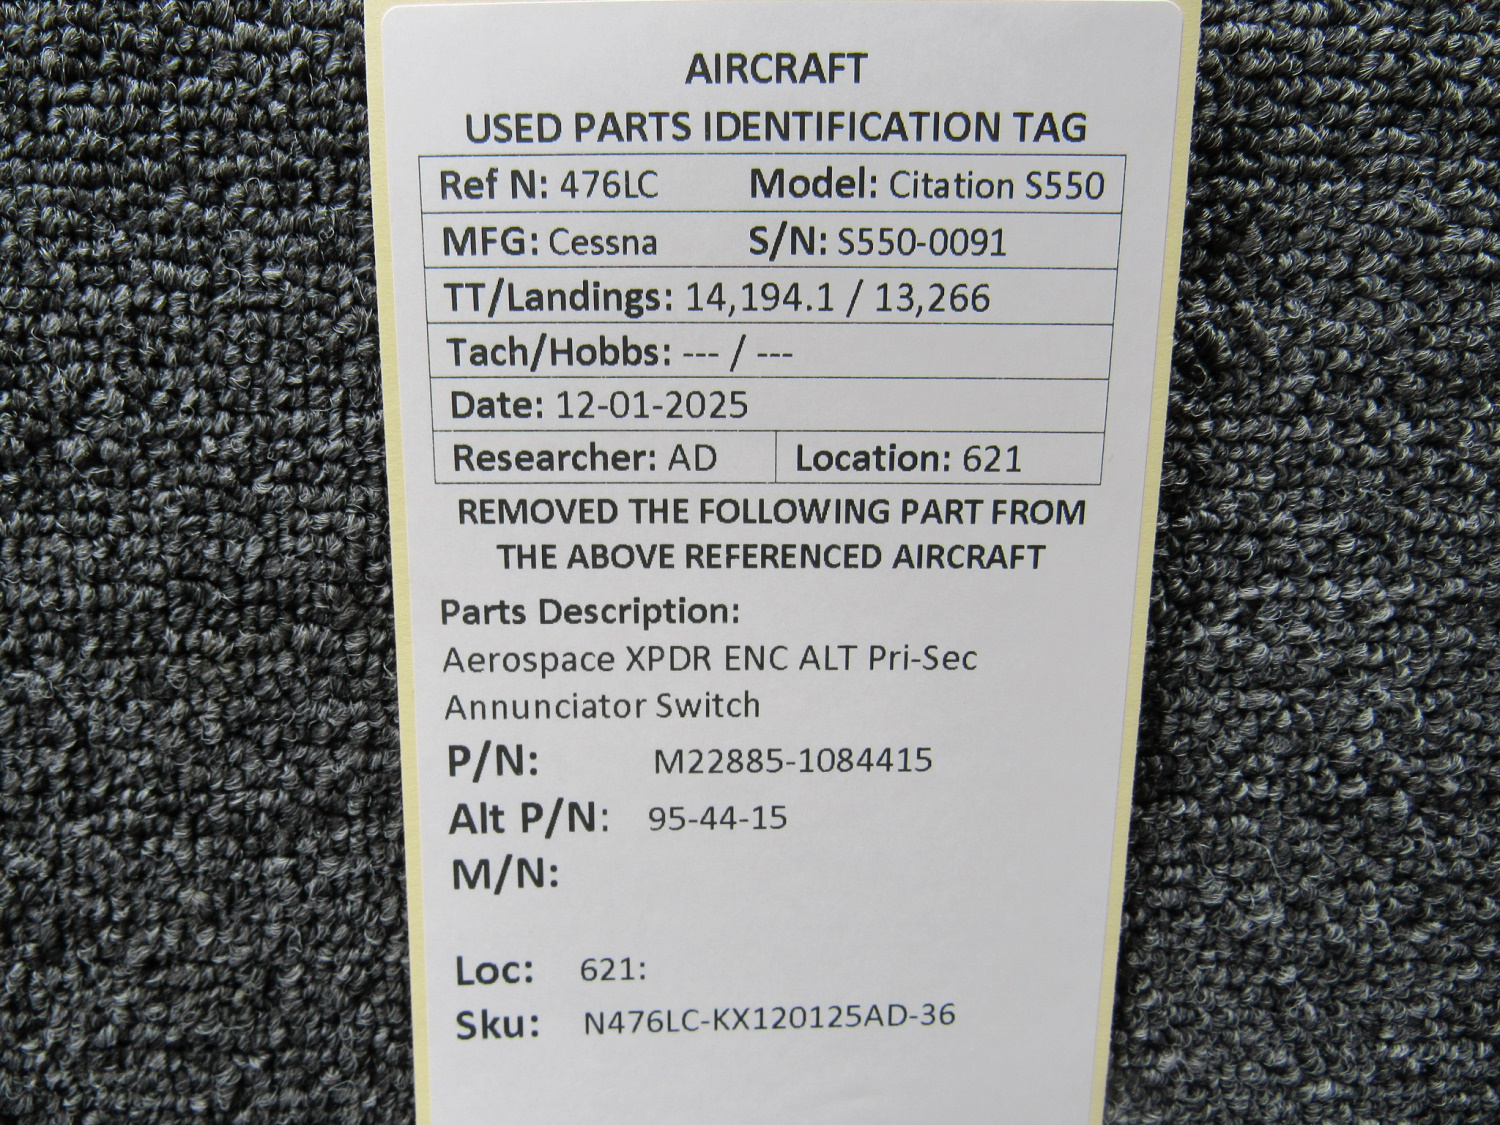 AIRCRAFT
USED PARTS IDENTIFICATION TAG
Ref N: 476LC Model: Citation S550
MFG: Cessna S/N: S550-0091
TT/Landings: 14,194.1 / 13,266
Tach/Hobbs: --- / ---
Date: 12-01-2025
Researcher: AD Location: 621
REMOVED THE FOLLOWING PART FROM
THE ABOVE REFERENCED AIRCRAFT
Parts Description:
Aerospace XPDR ENC ALT Pri-Sec
Annunciator Switch
P/N: M22885-1084415
Alt P/N: 95-44-15
M/N:
Loc: 621:
Sku: N476LC-KX120125AD-36